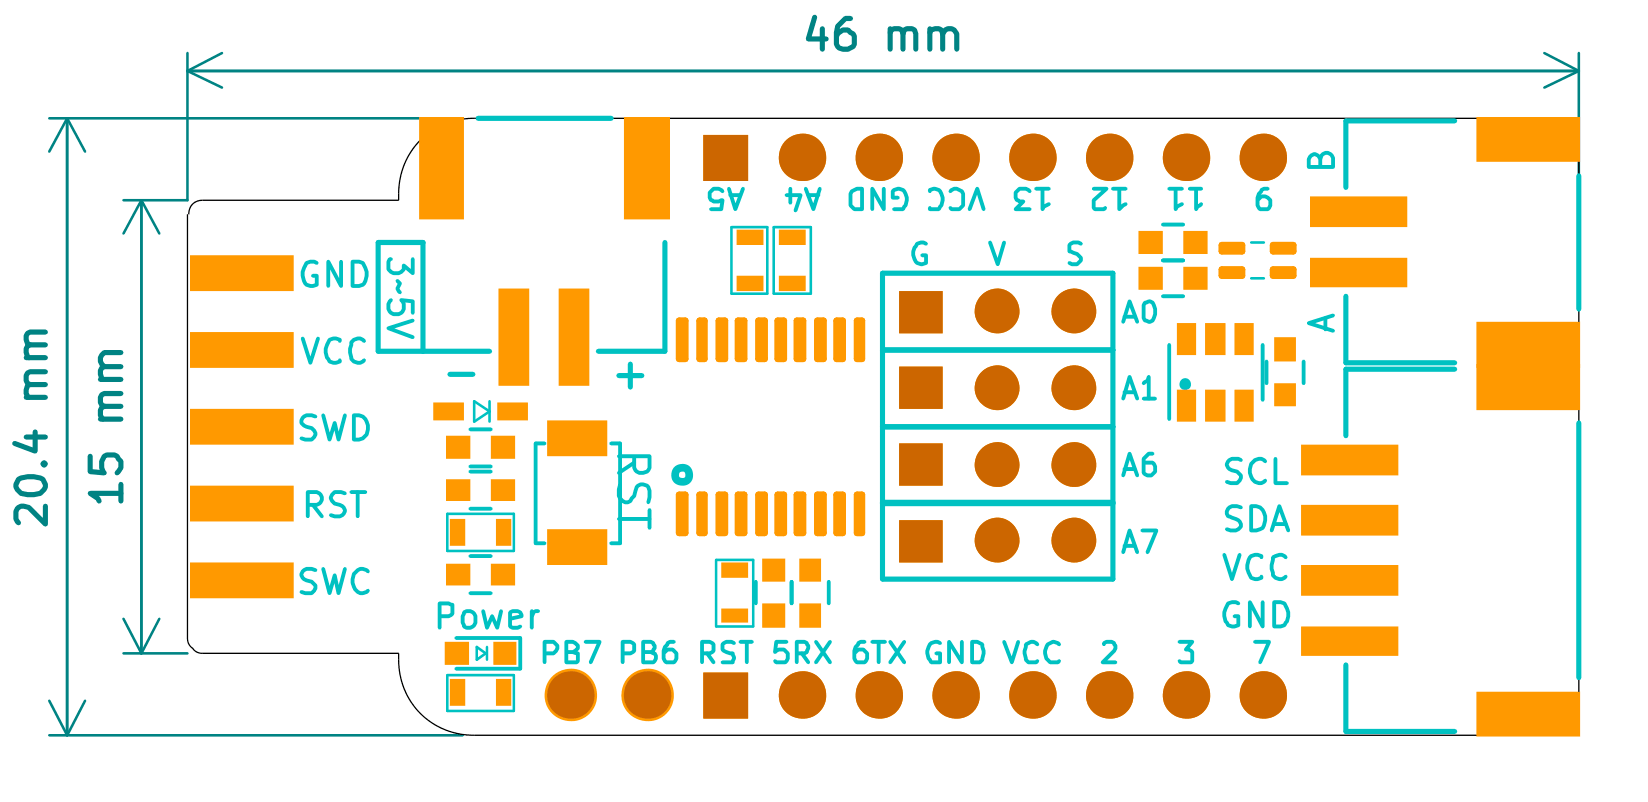 46 mm
20.4 mm
15 mm
B
A5 A4 GND VCC 13 12 11 9
G V S
GND
3~5V
A0
A
VCC
- +
A1
SWD
RST
A6
SCL
RST
SDA
A7
VCC
SWC
GND
Power
PB7 PB6 RST 5RX 6TX GND VCC 2 3 7